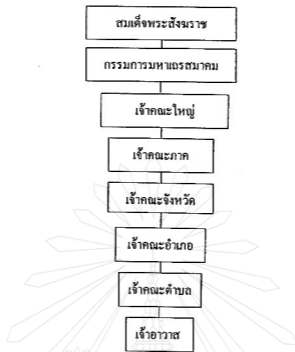 สมเด็จพระสังฆราช
กรรมการมหาเถรสมาคม
เจ้าคณะใหญ่
เจ้าคณะภาค
เจ้าคณะจังหวัด
เจ้าคณะอำเภอ
เจ้าคณะตำบล
เจ้าอาวาส